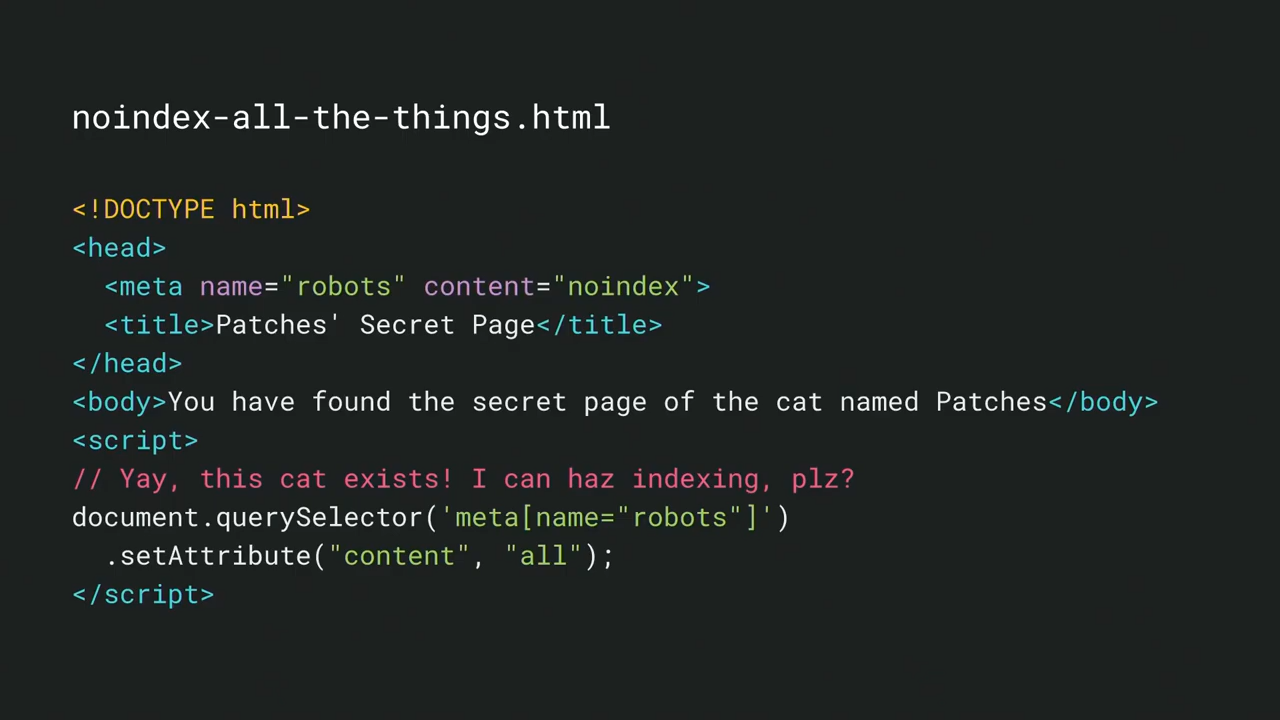 noindex-all-the-things.html
<!DOCTYPE html>
<head>
  <meta name="robots" content="noindex">
  <title>Patches' Secret Page</title>
</head>
<body>You have found the secret page of the cat named Patches</body>
<script>
// Yay, this cat exists! I can haz indexing, plz?
document.querySelector('meta[name="robots"]')
  .setAttribute("content", "all");
</script>